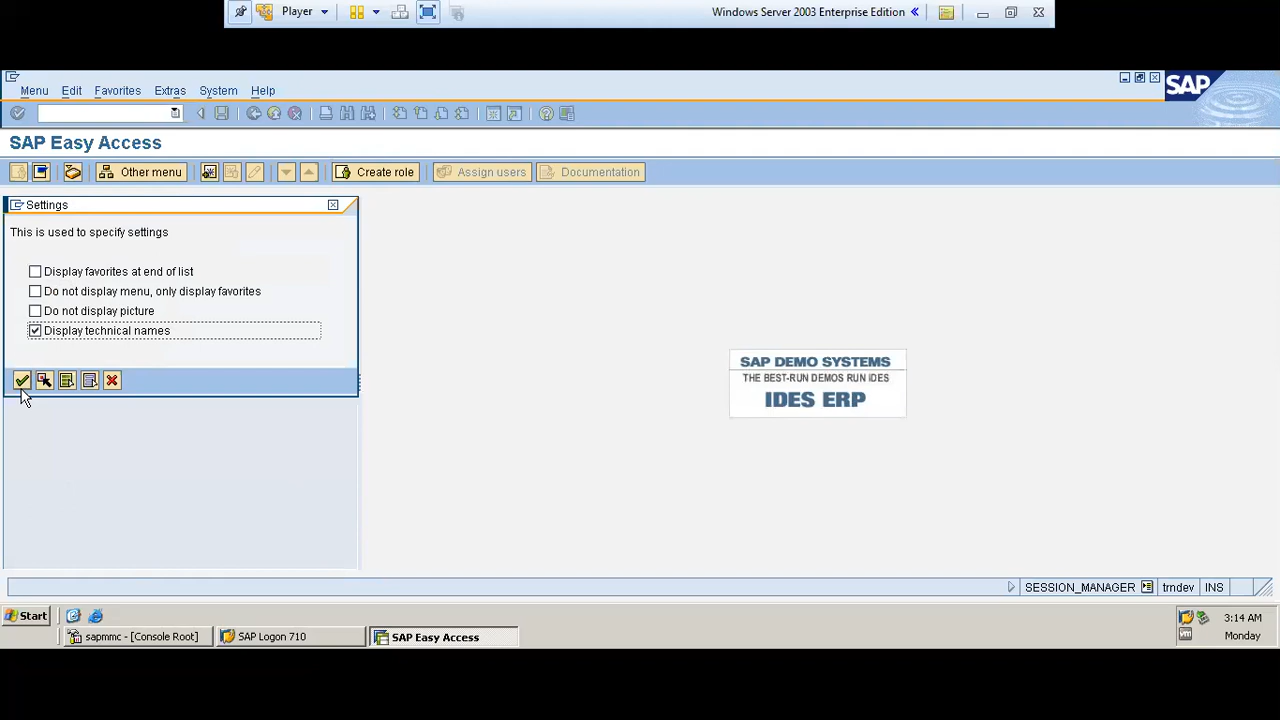 Player
Windows Server 2003 Enterprise Edition
Menu Edit Favorites Extras System Help
SAP
SAP Easy Access
Other menu Create role Assign users Documentation
Settings
This is used to specify settings
Display favorites at end of list
Do not display menu, only display favorites
Do not display picture
Display technical names
SAP DEMO SYSTEMS
THE BEST-RUN DEMOS RUN IDES
IDES ERP
SESSION_MANAGER trndev INS
Start
3:14 AM
sapmmc - [Console Root] SAP Logon 710 SAP Easy Access
Monday